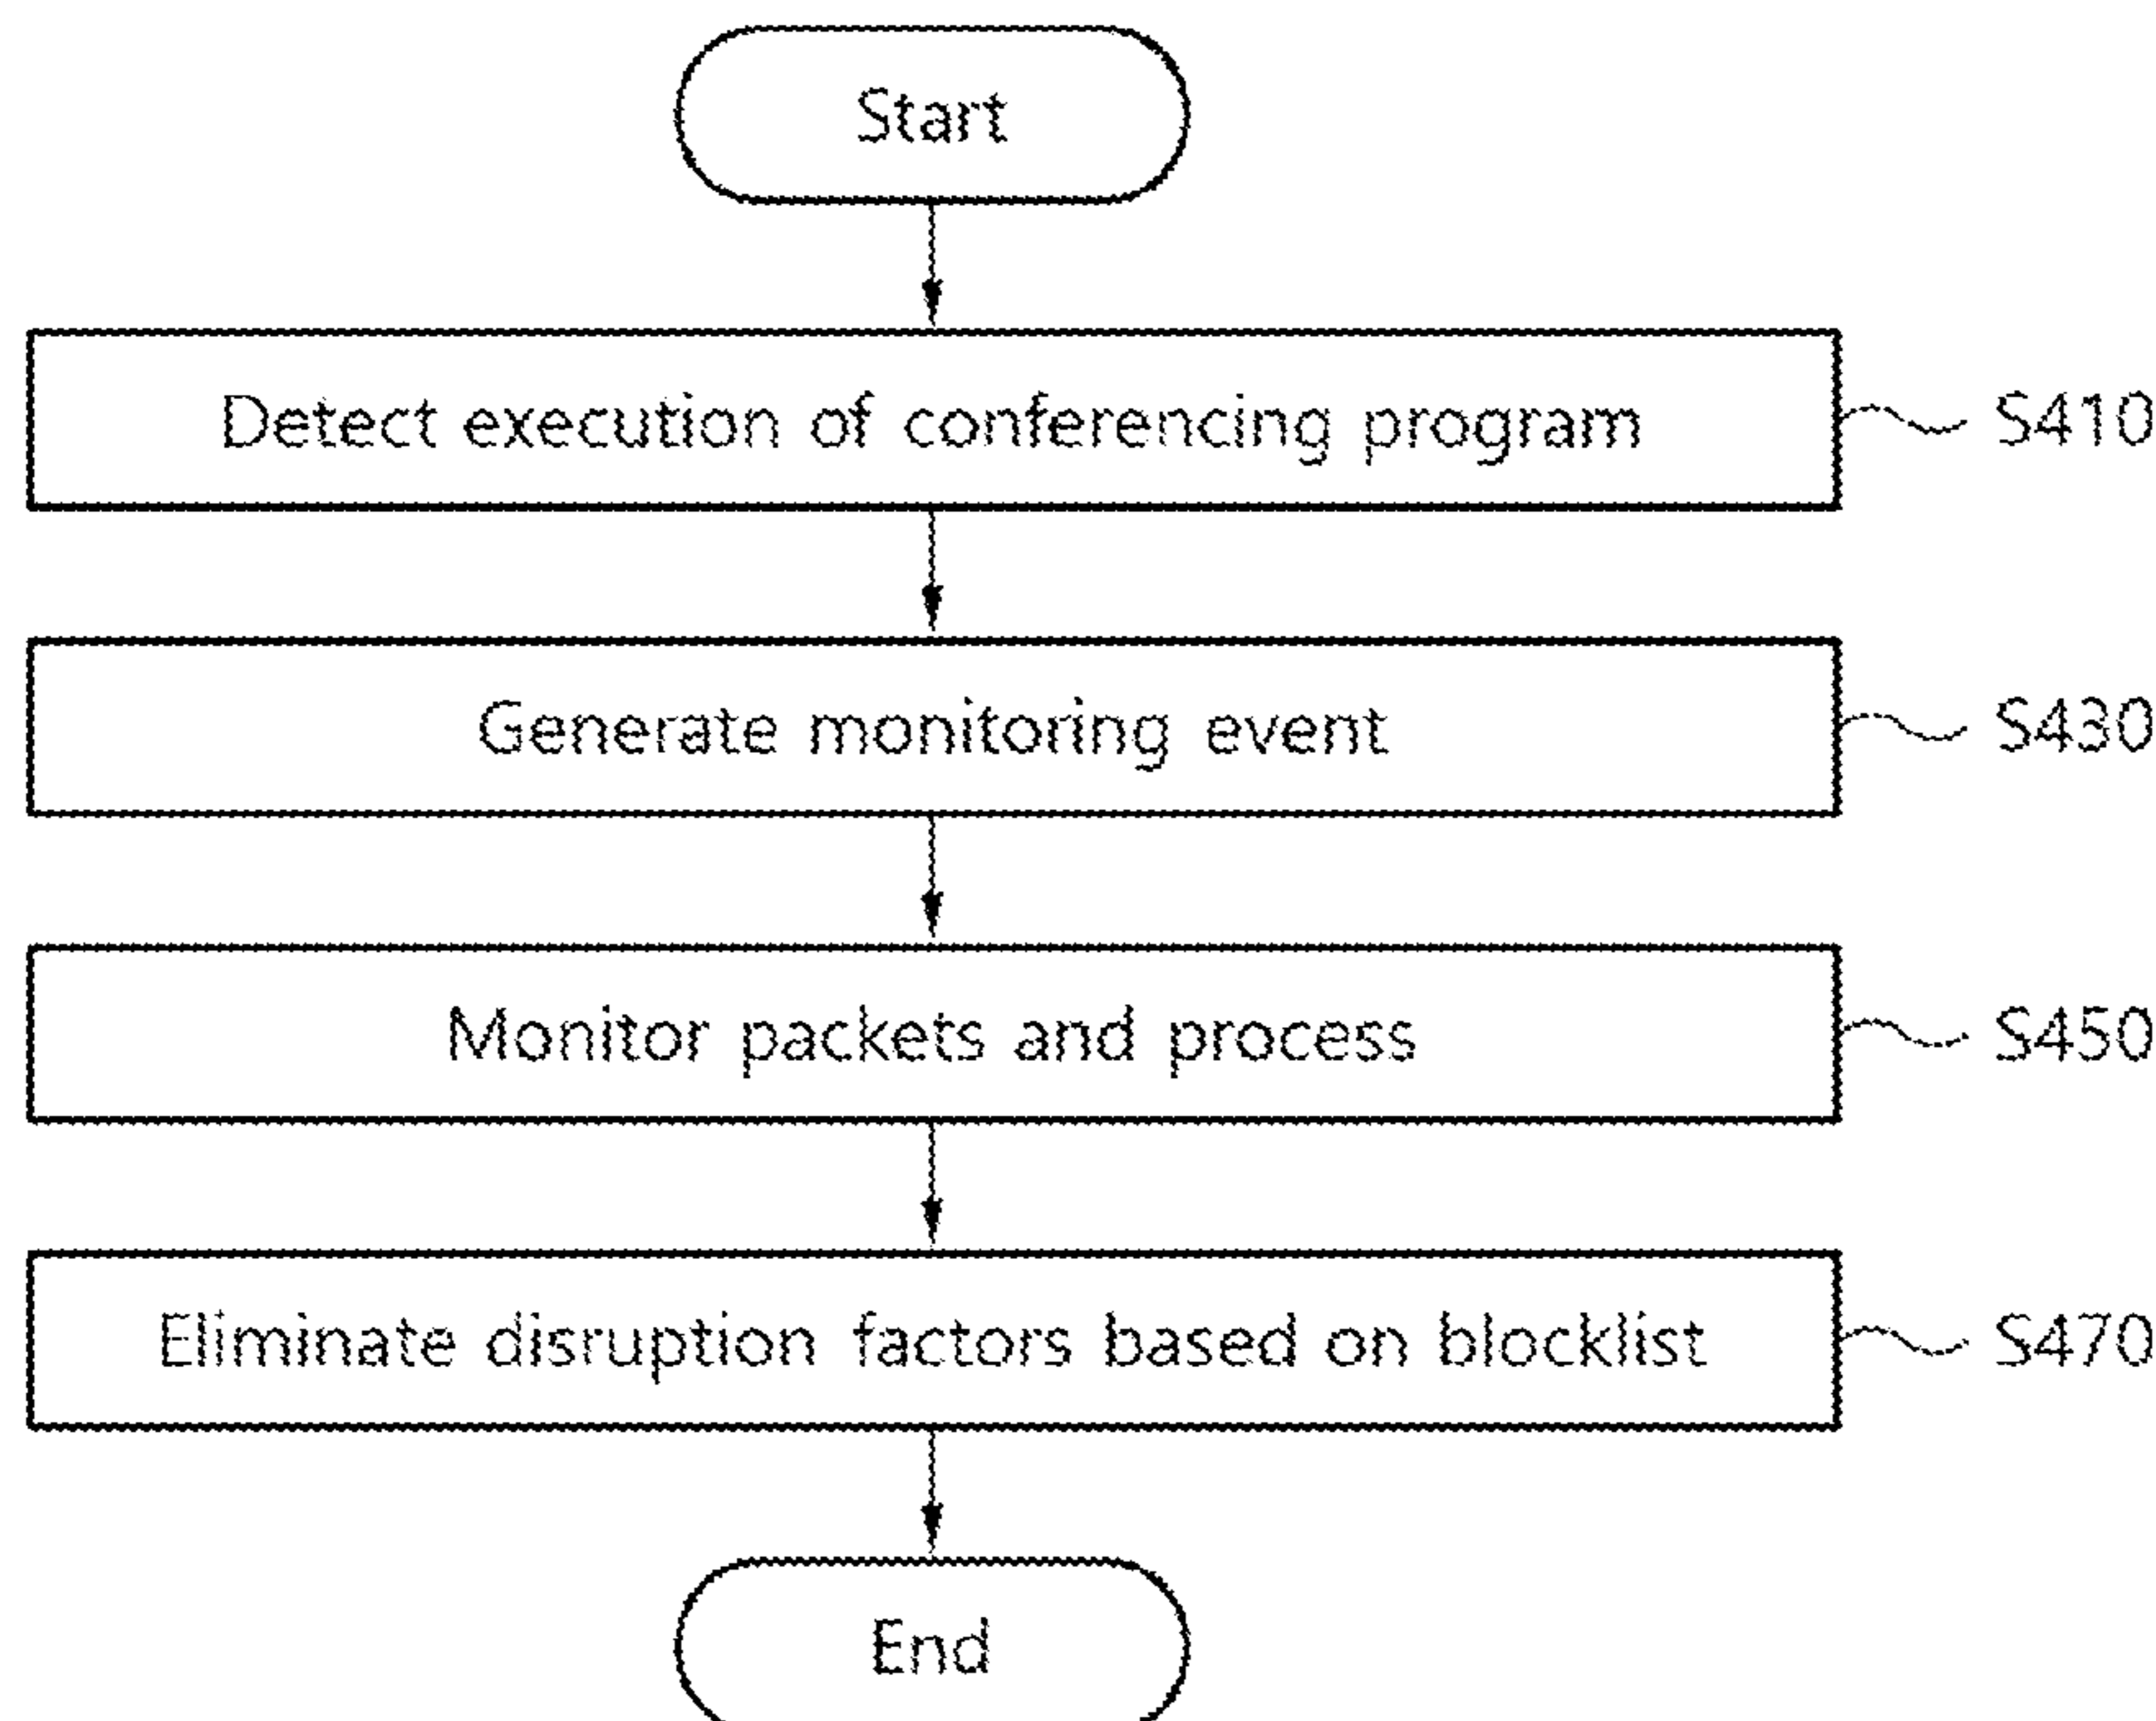 Start
Detect execution of conferencing program
S410
Generate monitoring event
S430
Monitor packets and process
S450
Eliminate disruption factors based on blocklist
S470
End